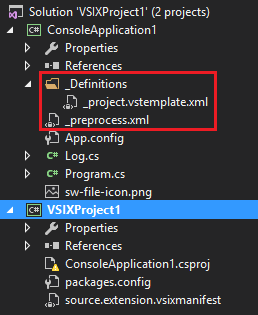 Solution 'VSIXProject1' (2 projects)
C# ConsoleApplication1
Properties
References
_Definitions
_project.vstemplate.xml
_preprocess.xml
App.config
C# Log.cs
C# Program.cs
sw-file-icon.png
C# VSIXProject1
Properties
References
ConsoleApplication1.csproj
packages.config
source.extension.vsixmanifest